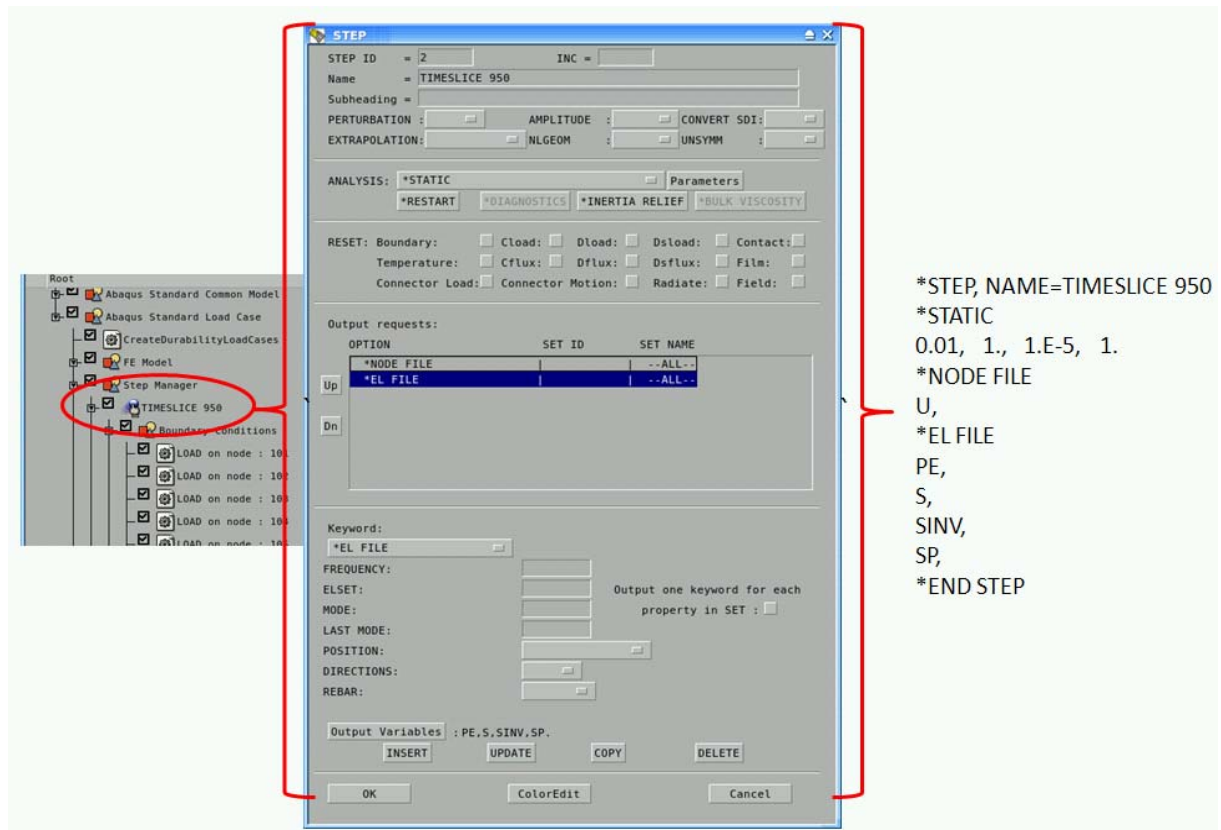 Root
Abaqus Standard Common Model
Abaqus Standard Load Case
CreateDurabilityLoadCases
FE Model
Step Manager
TIMESLICE 950
Boundary Conditions
LOAD on node : 101
LOAD on node : 102
LOAD on node : 103
LOAD on node : 104
LOAD on node : 105
STEP
STEP ID = 2 INC =
Name = TIMESLICE 950
Subheading =
PERTURBATION : AMPLITUDE : CONVERT SDI:
EXTRAPOLATION: NLGEOM : UNSYMM :
ANALYSIS: *STATIC Parameters
*RESTART *DIAGNOSTICS *INERTIA RELIEF *BULK VISCOSITY
RESET: Boundary: Cload: Dload: Dsload: Contact:
Temperature: Cflux: Dflux: Dsflux: Film:
Connector Load: Connector Motion: Radiate: Field:
Output requests:
OPTION SET ID SET NAME
*NODE FILE | | --ALL--
Up *EL FILE | | --ALL--
Dn
Keyword:
*EL FILE
FREQUENCY:
ELSET: Output one keyword for each
MODE: property in SET :
LAST MODE:
POSITION:
DIRECTIONS:
REBAR:
Output Variables : PE,S,SINV,SP.
INSERT UPDATE COPY DELETE
OK ColorEdit Cancel
*STEP, NAME=TIMESLICE 950
*STATIC
0.01, 1., 1.E-5, 1.
*NODE FILE
U,
*EL FILE
PE,
S,
SINV,
SP,
*END STEP